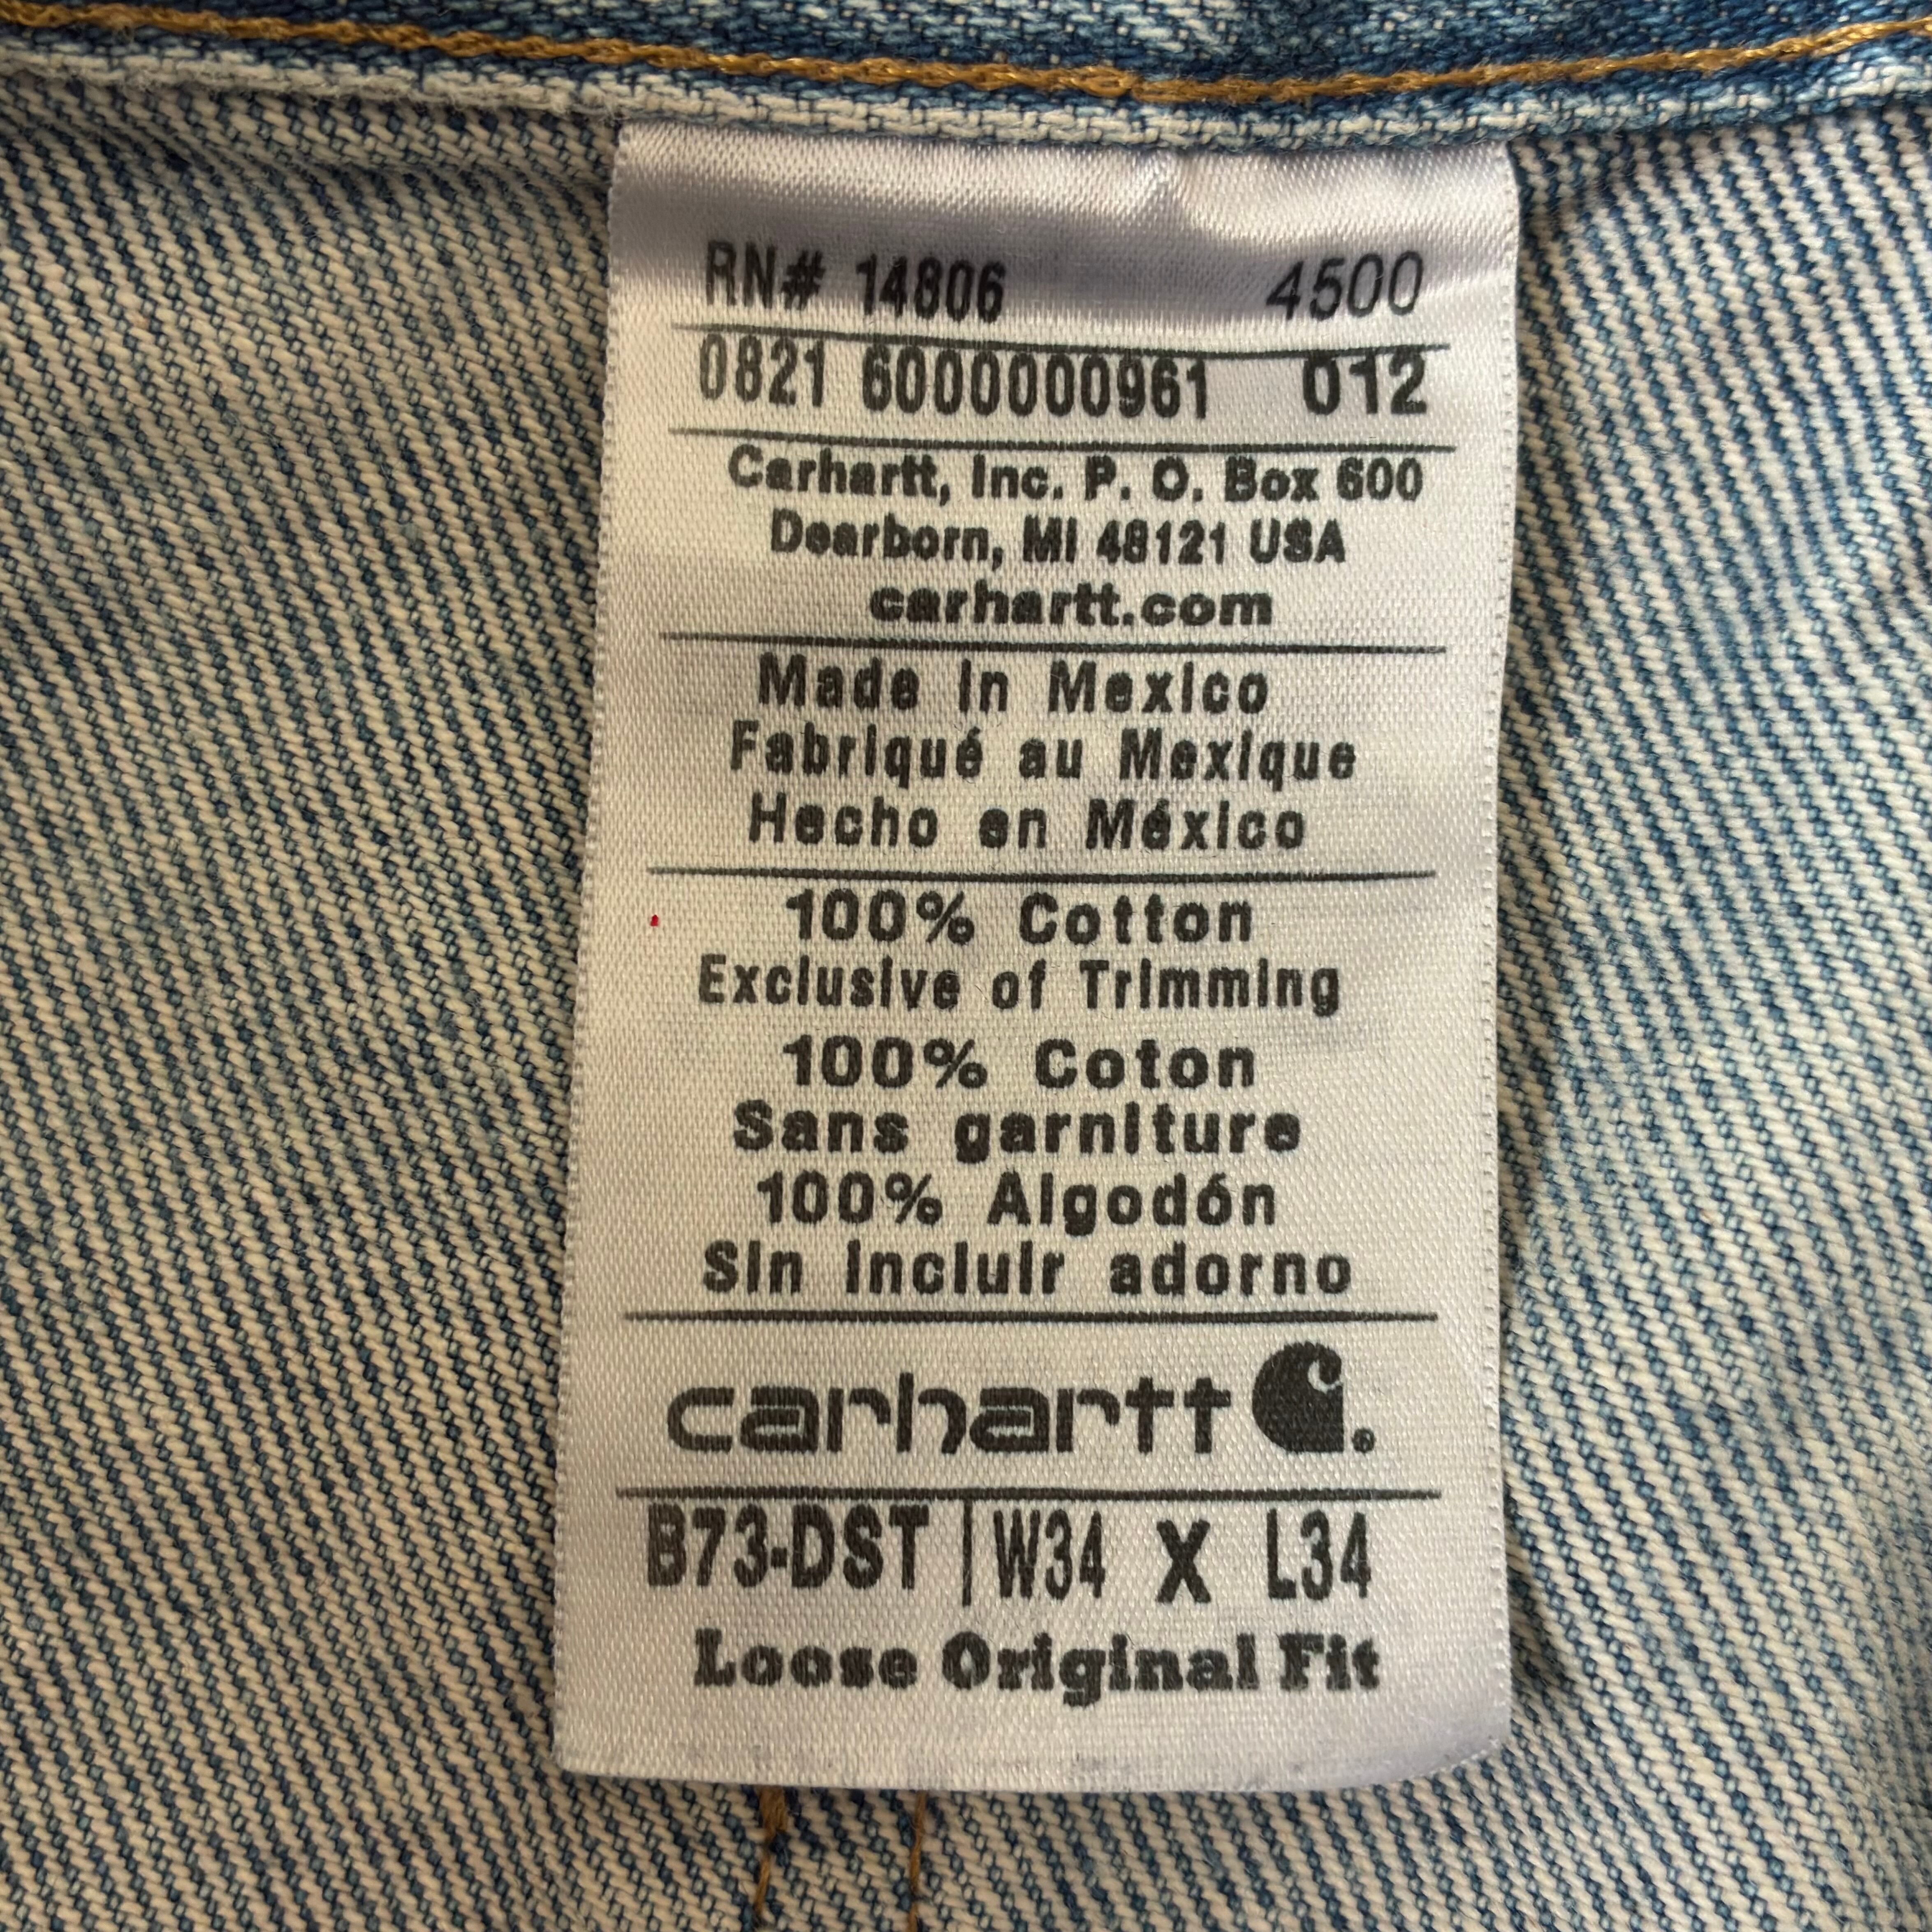 RN# 14806 4500
0821 6000000961 012
Carhartt, Inc. P. O. Box 600
Dearborn, MI 48121 USA
carhartt.com
Made in Mexico
Fabriqué au Mexique
Hecho en México
100% Cotton
Exclusive of Trimming
100% Coton
Sans garniture
100% Algodón
Sin incluir adorno
carhartt
B73-DST | W34 X L34
Loose Original Fit